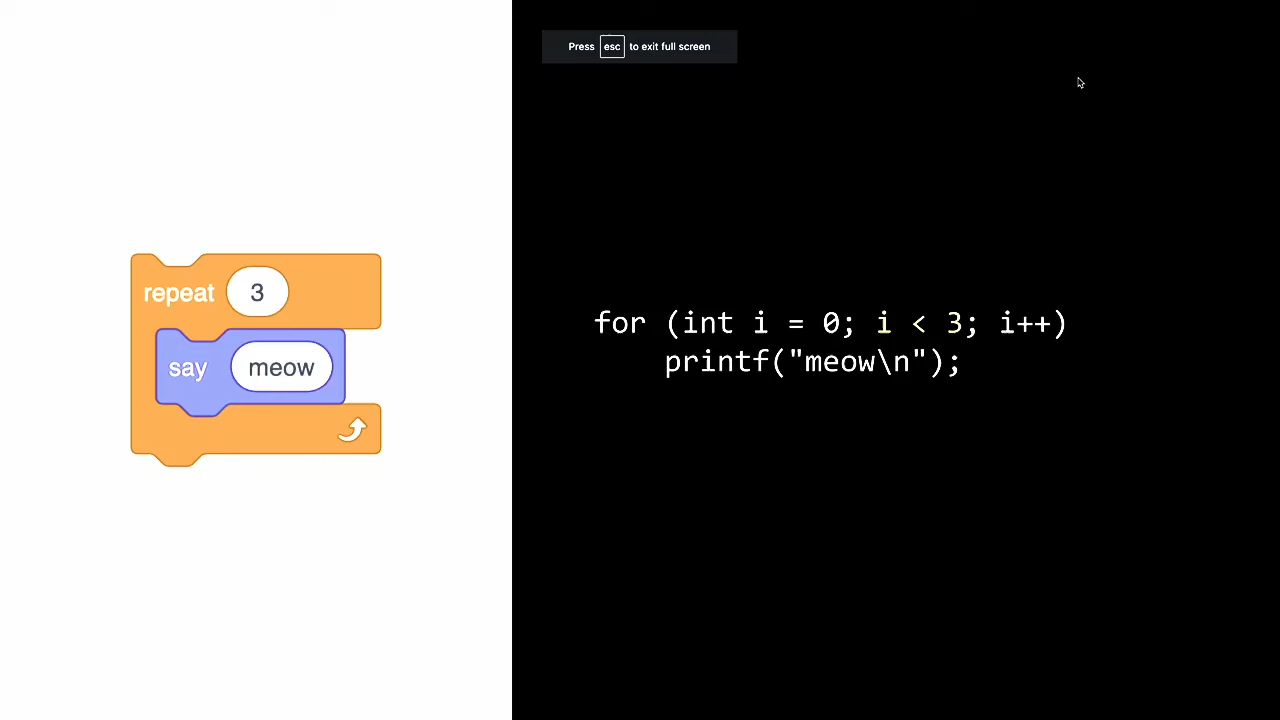 Press esc to exit full screen
repeat 3
say meow
for (int i = 0; i < 3; i++)
    printf("meow\n");